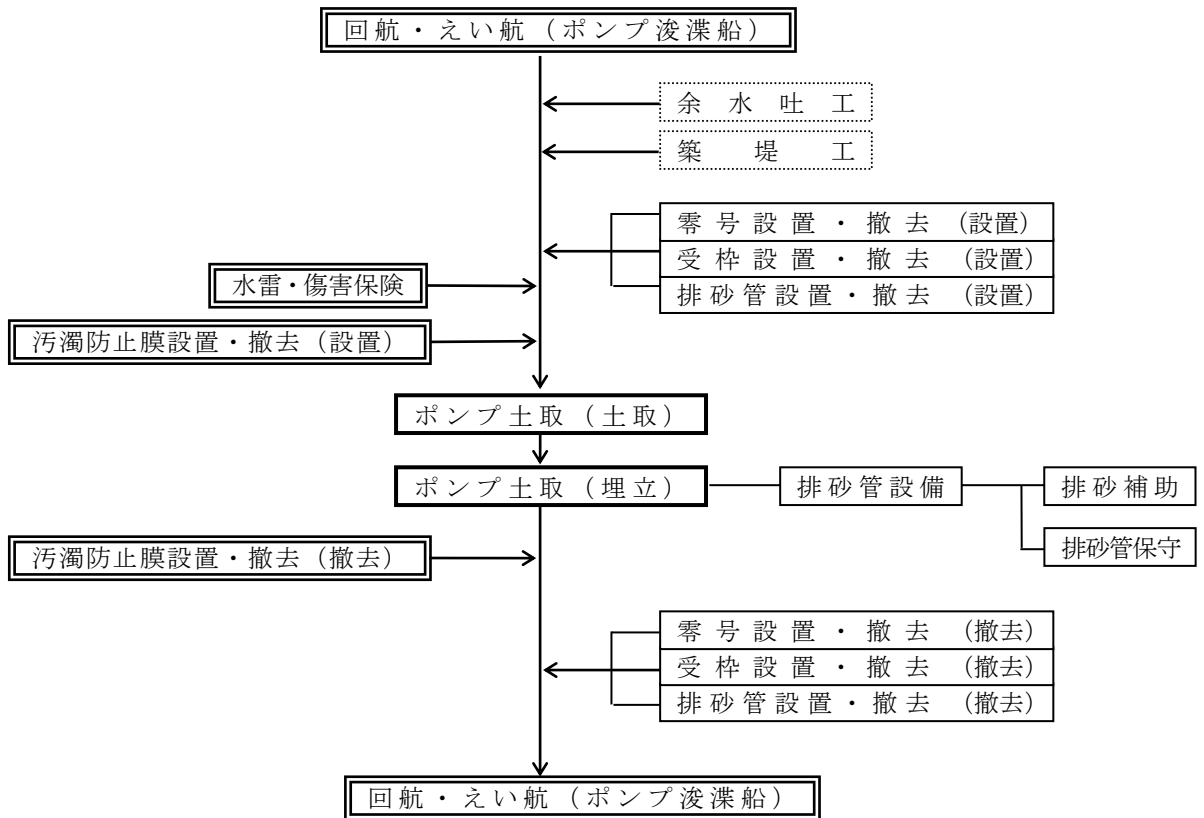 回航・えい航（ポンプ浚渫船）
余水吐工
築堤工
零号設置・撤去（設置）
受枠設置・撤去（設置）
水雷・傷害保険
排砂管設置・撤去（設置）
汚濁防止膜設置・撤去（設置）
ポンプ土取（土取）
ポンプ土取（埋立）
排砂管設備
排砂補助
汚濁防止膜設置・撤去（撤去）
排砂管保守
零号設置・撤去（撤去）
受枠設置・撤去（撤去）
排砂管設置・撤去（撤去）
回航・えい航（ポンプ浚渫船）